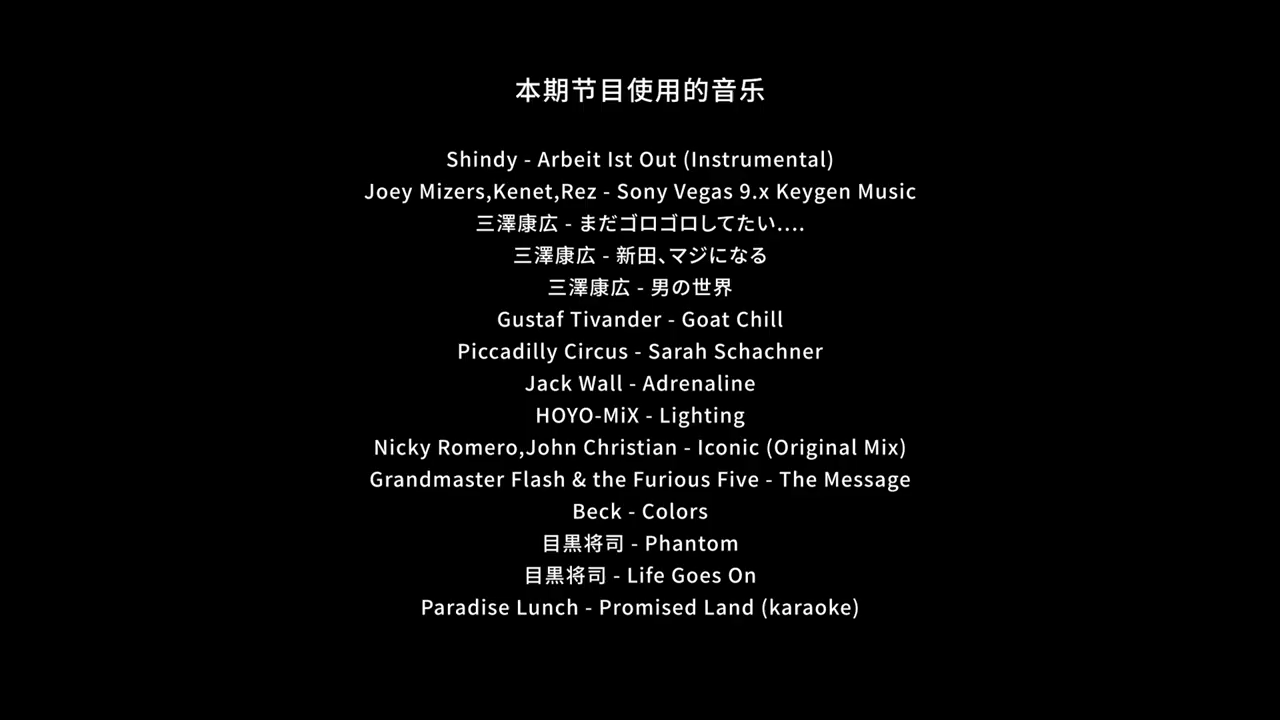 本期节目使用的音乐
Shindy - Arbeit Ist Out (Instrumental)
Joey Mizers,Kenet,Rez - Sony Vegas 9.x Keygen Music
三澤康広 - まだゴロゴロしてたい....
三澤康広 - 新田、マジになる
三澤康広 - 男の世界
Gustaf Tivander - Goat Chill
Piccadilly Circus - Sarah Schachner
Jack Wall - Adrenaline
HOYO-MiX - Lighting
Nicky Romero,John Christian - Iconic (Original Mix)
Grandmaster Flash & the Furious Five - The Message
Beck - Colors
目黒将司 - Phantom
目黒将司 - Life Goes On
Paradise Lunch - Promised Land (karaoke)